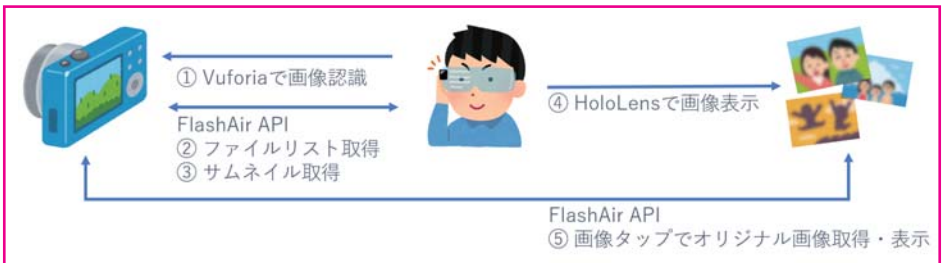 ① Vuforiaで画像認識
FlashAir API
② ファイルリスト取得
③ サムネイル取得
④ HoloLensで画像表示
FlashAir API
⑤ 画像タップでオリジナル画像取得・表示